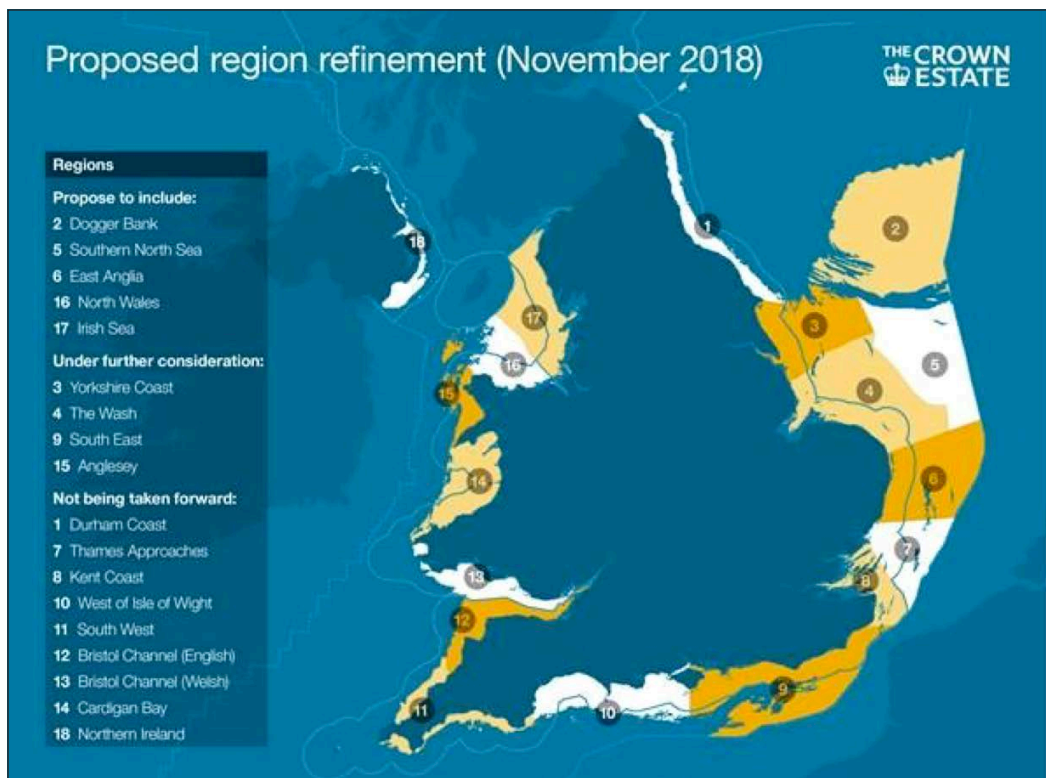 Proposed region refinement (November 2018)
THE CROWN
ESTATE
Regions
Propose to include:
2 Dogger Bank
5 Southern North Sea
6 East Anglia
16 North Wales
17 Irish Sea
Under further consideration:
3 Yorkshire Coast
4 The Wash
9 South East
15 Anglesey
Not being taken forward:
1 Durham Coast
7 Thames Approaches
8 Kent Coast
10 West of Isle of Wight
11 South West
12 Bristol Channel (English)
13 Bristol Channel (Welsh)
14 Cardigan Bay
18 Northern Ireland
1
2
18
17
3
16
5
15
4
14
6
7
13
8
12
9
11
10